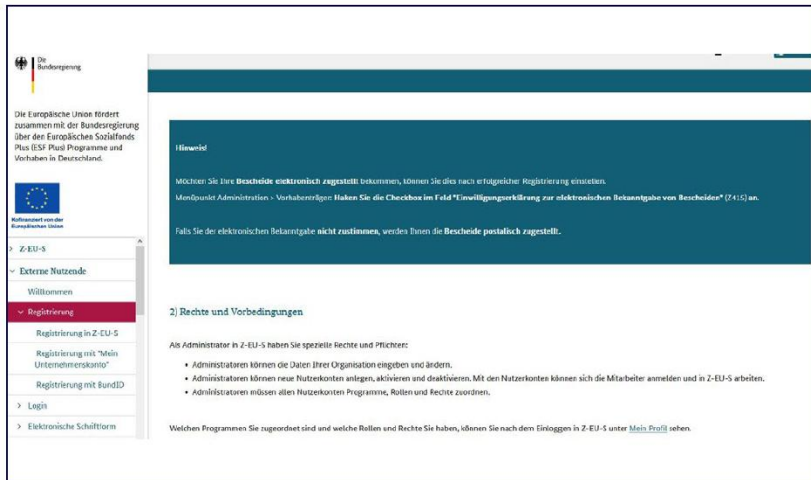 Die
Bundesregierung
Die Europäische Union fördert
zusammen mit der Bundesregierung
über den Europäischen Sozialfonds
Plus (ESF Plus) Programme und
Vorhaben in Deutschland.
Kofinanziert von der
Europäischen Union
Z-EU-S
Externe Nutzende
Willkommen
Registrierung
Registrierung in Z-EU-S
Registrierung mit "Mein
Unternehmenskonto"
Registrierung mit BundID
Login
Elektronische Schriftform
Hinweis!
Möchten Sie Ihre Bescheide elektronisch zugestellt bekommen, können Sie dies nach erfolgreicher Registrierung einstellen.
Menüpunkt Administration > Vorhabenträger: Haken Sie die Checkbox im Feld "Einwilligungserklärung zur elektronischen Bekanntgabe von Bescheiden" (Z415) an.
Falls Sie der elektronischen Bekanntgabe nicht zustimmen, werden Ihnen die Bescheide postalisch zugestellt.
2) Rechte und Vorbedingungen
Als Administrator in Z-EU-S haben Sie spezielle Rechte und Pflichten:
• Administratoren können die Daten Ihrer Organisation eingeben und ändern.
• Administratoren können neue Nutzerkonten anlegen, aktivieren und deaktivieren. Mit den Nutzerkonten können sich die Mitarbeiter anmelden und in Z-EU-S arbeiten.
• Administratoren müssen allen Nutzerkonten Programme, Rollen und Rechte zuordnen.
Welchen Programmen Sie zugeordnet sind und welche Rollen und Rechte Sie haben, können Sie nach dem Einloggen in Z-EU-S unter Mein Profil sehen.